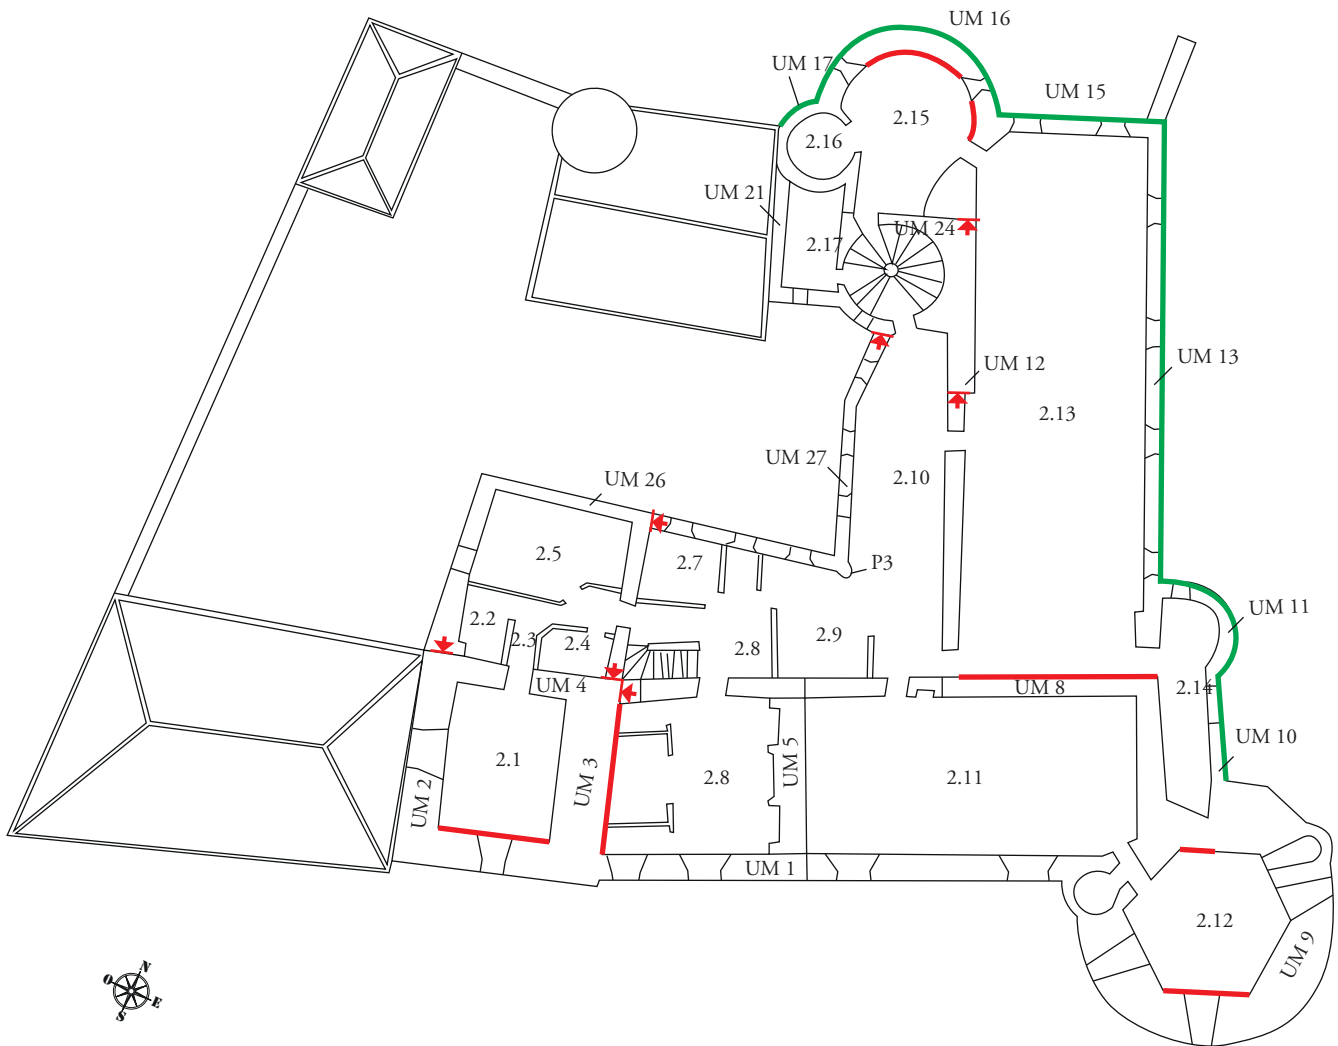 UM 16
UM 17
UM 15
2.15
2.16
UM 21
UM 24
2.17
UM 13
UM 12
2.13
UM 27
UM 26
2.10
2.5
2.7
P3
UM 11
2.2
2.3
2.4
2.8
2.9
UM 4
UM 8
2.14
UM 10
2.1
UM 3
UM 2
2.8
UM 5
2.11
UM 1
2.12
UM 9
N
O
E
S